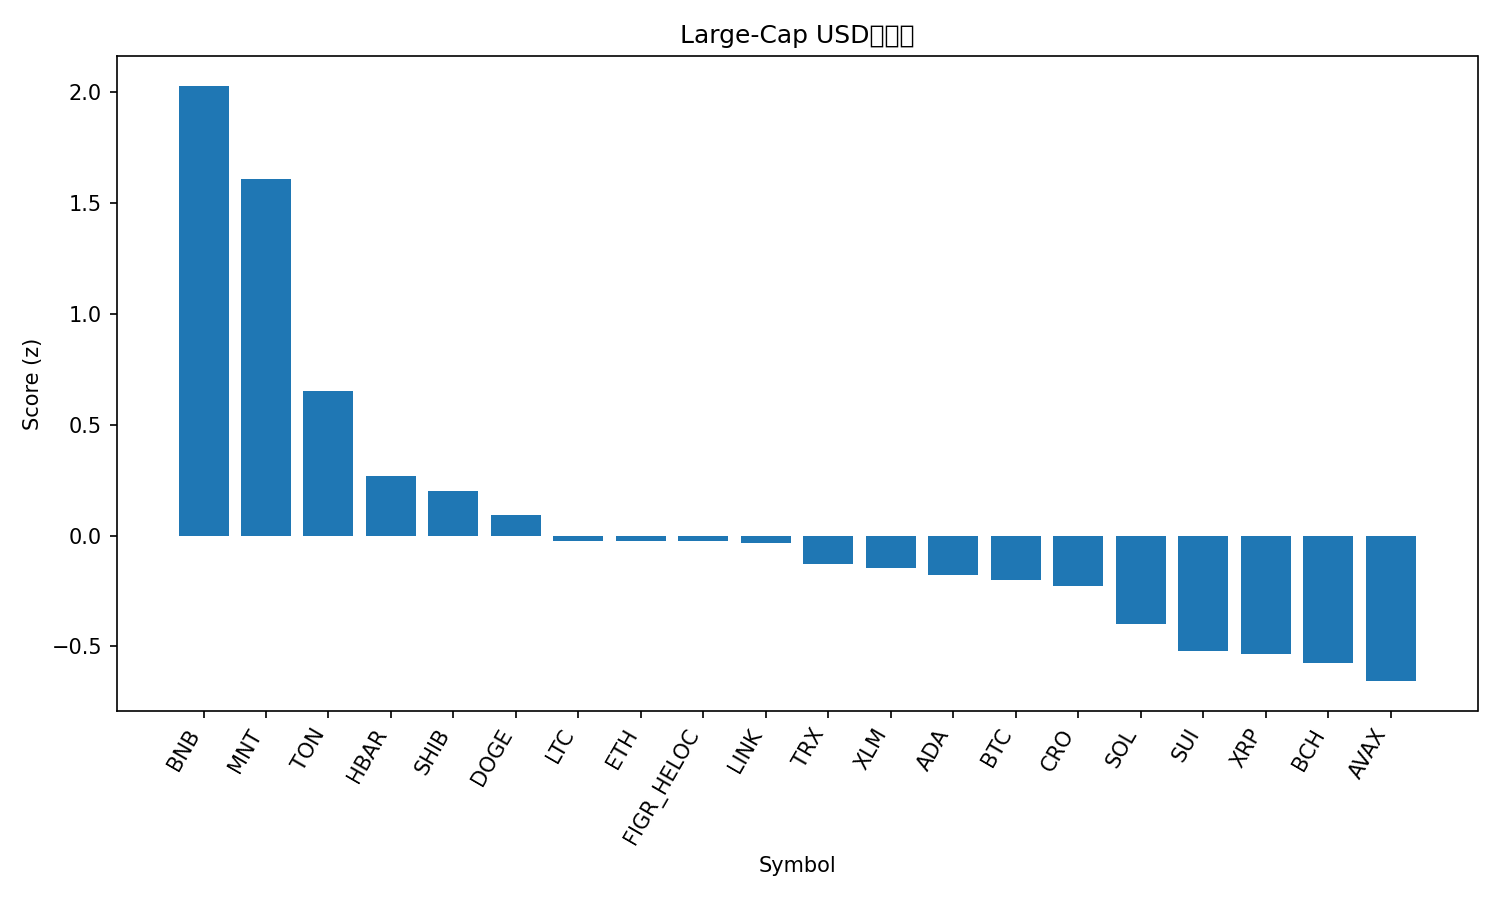 Large-Cap USD
Score (z)
2.0
1.5
1.0
0.5
0.0
−0.5
BNB
MNT
TON
HBAR
SHIB
DOGE
LTC
ETH
FIGR_HELOC
LINK
TRX
XLM
ADA
BTC
CRO
SOL
SUI
XRP
BCH
AVAX
Symbol